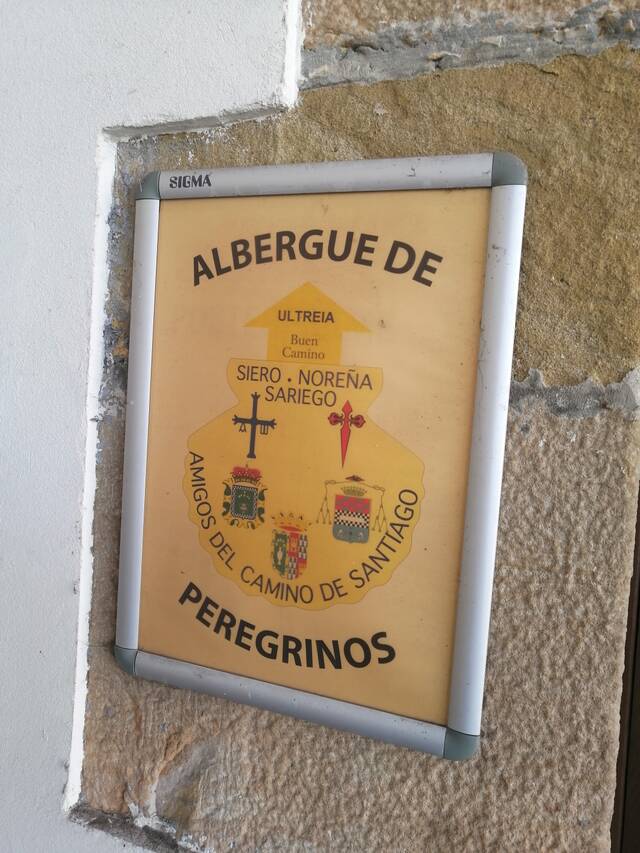 SIGMA
ALBERGUE DE
ULTREIA
Buen
Camino
SIERO · NOREÑA
SARIEGO
AMIGOS DEL CAMINO DE SANTIAGO
PEREGRINOS